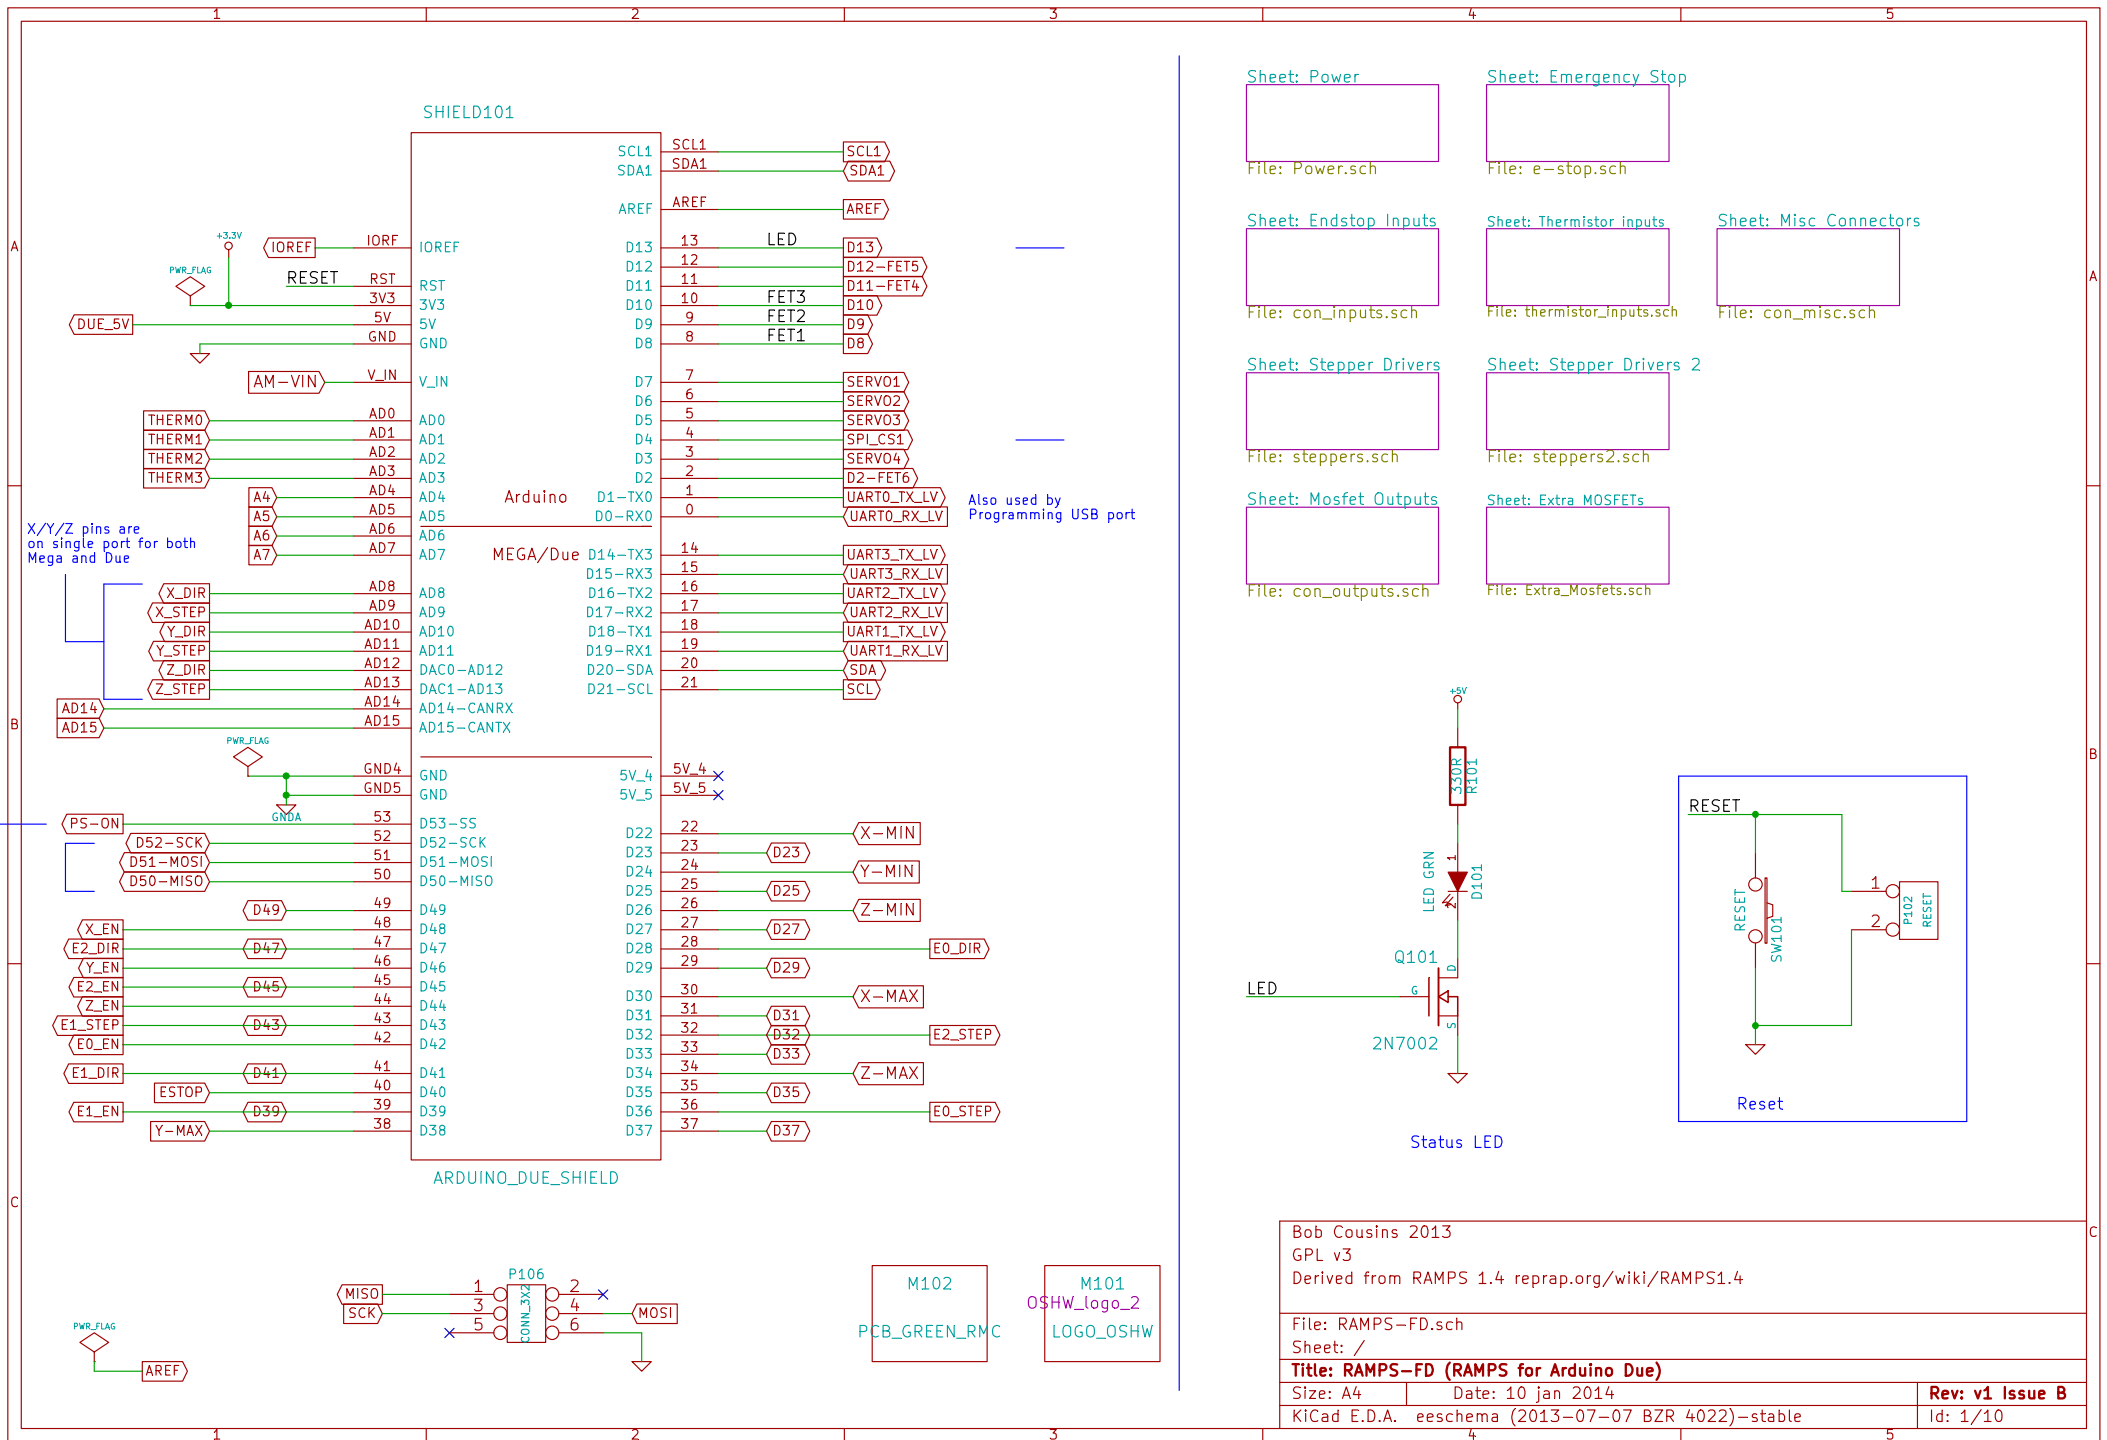 1
2
3
4
5
A
B
C
A
B
C
1
2
3
4
5
SHIELD101
+3.3V
PWR_FLAG
IOREF
RESET
DUE_5V
AM-VIN
THERM0
THERM1
THERM2
THERM3
A4
A5
A6
A7
X/Y/Z pins are
on single port for both
Mega and Due
X_DIR
X_STEP
Y_DIR
Y_STEP
Z_DIR
Z_STEP
AD14
AD15
PWR_FLAG
GNDA
PS-ON
D52-SCK
D51-MOSI
D50-MISO
D49
X_EN
E2_DIR D47
Y_EN
E2_EN D45
Z_EN
E1_STEP D43
E0_EN
E1_DIR D41
ESTOP
E1_EN D39
Y-MAX
IORF IOREF
RST RST
3V3 3V3
5V 5V
GND GND
V_IN V_IN
AD0 AD0
AD1 AD1
AD2 AD2
AD3 AD3
AD4 AD4
AD5 AD5
AD6 AD6
AD7 AD7
AD8 AD8
AD9 AD9
AD10 AD10
AD11 AD11
AD12 DAC0-AD12
AD13 DAC1-AD13
AD14 AD14-CANRX
AD15 AD15-CANTX
GND4 GND
GND5 GND
53 D53-SS
52 D52-SCK
51 D51-MOSI
50 D50-MISO
49 D49
48 D48
47 D47
46 D46
45 D45
44 D44
43 D43
42 D42
41 D41
40 D40
39 D39
38 D38
Arduino
MEGA/Due
SCL1 SCL1 SCL1
SDA1 SDA1 SDA1
AREF AREF AREF
D13 13 LED D13
D12 12 D12-FET5
D11 11 D11-FET4
D10 10 FET3 D10
D9 9 FET2 D9
D8 8 FET1 D8
D7 7 SERVO1
D6 6 SERVO2
D5 5 SERVO3
D4 4 SPI_CS1
D3 3 SERVO4
D2 2 D2-FET6
D1-TX0 1 UART0_TX_LV
D0-RX0 0 UART0_RX_LV
Also used by
Programming USB port
D14-TX3 14 UART3_TX_LV
D15-RX3 15 UART3_RX_LV
D16-TX2 16 UART2_TX_LV
D17-RX2 17 UART2_RX_LV
D18-TX1 18 UART1_TX_LV
D19-RX1 19 UART1_RX_LV
D20-SDA 20 SDA
D21-SCL 21 SCL
5V_4 5V_4
5V_5 5V_5
D22 22 X-MIN
D23 23 D23
D24 24 Y-MIN
D25 25 D25
D26 26 Z-MIN
D27 27 D27
D28 28 E0_DIR
D29 29 D29
D30 30 X-MAX
D31 31 D31
D32 32 D32 E2_STEP
D33 33 D33
D34 34 Z-MAX
D35 35 D35
D36 36 E0_STEP
D37 37 D37
ARDUINO_DUE_SHIELD
P106
MISO 1 2
SCK 3 4 MOSI
5 6
CONN_3X2
PWR_FLAG
AREF
M102
PCB_GREEN_RMC
M101
OSHW_logo_2
LOGO_OSHW
Sheet: Power
File: Power.sch
Sheet: Emergency Stop
File: e-stop.sch
Sheet: Endstop Inputs
File: con_inputs.sch
Sheet: Thermistor inputs
File: thermistor_inputs.sch
Sheet: Misc Connectors
File: con_misc.sch
Sheet: Stepper Drivers
File: steppers.sch
Sheet: Stepper Drivers 2
File: steppers2.sch
Sheet: Mosfet Outputs
File: con_outputs.sch
Sheet: Extra MOSFETs
File: Extra_Mosfets.sch
+5V
330R
R101
1
LED GRN
D101
2
Q101
D
G
S
LED
2N7002
Status LED
RESET
RESET
SW101
1
2
P102
RESET
Reset
Bob Cousins 2013
GPL v3
Derived from RAMPS 1.4 reprap.org/wiki/RAMPS1.4
File: RAMPS-FD.sch
Sheet: /
Title: RAMPS-FD (RAMPS for Arduino Due)
Size: A4 Date: 10 jan 2014 Rev: v1 Issue B
KiCad E.D.A. eeschema (2013-07-07 BZR 4022)-stable Id: 1/10